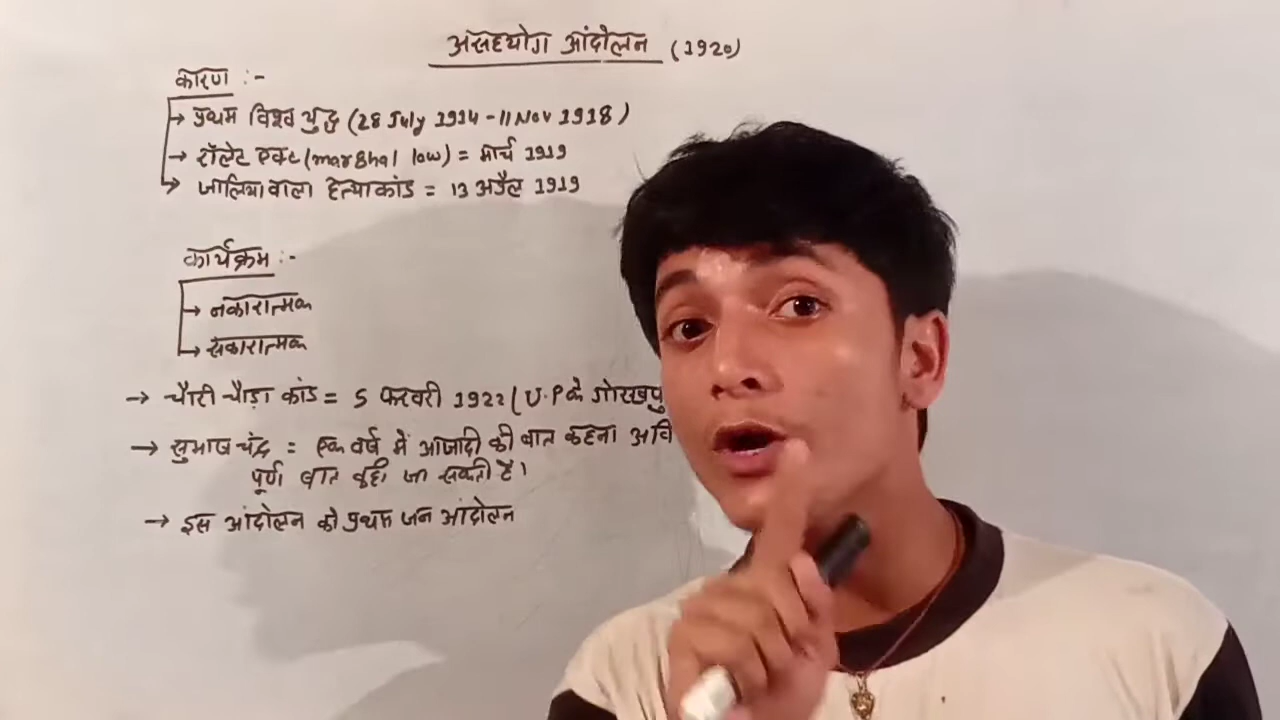 असहयोग आंदोलन (1920)
कारण :-
→ प्रथम विश्व युद्ध (28 July 1914 - 11 Nov 1918)
→ रॉलेट एक्ट (marshal low) = मार्च 1919
→ जालियावाला हत्याकांड = 13 अप्रैल 1919
कार्यक्रम :-
→ नकारात्मक
→ सकारात्मक
→ चौरी चौड़ा कांड = 5 फरवरी 1922 (U.P के गोरखपु
→ सुभाष चंद्र = एक वर्ष में आजादी की बात कहना अवि
पूर्ण बात कही जा सकती है।
→ इस आंदोलन को प्रथम जन आंदोलन